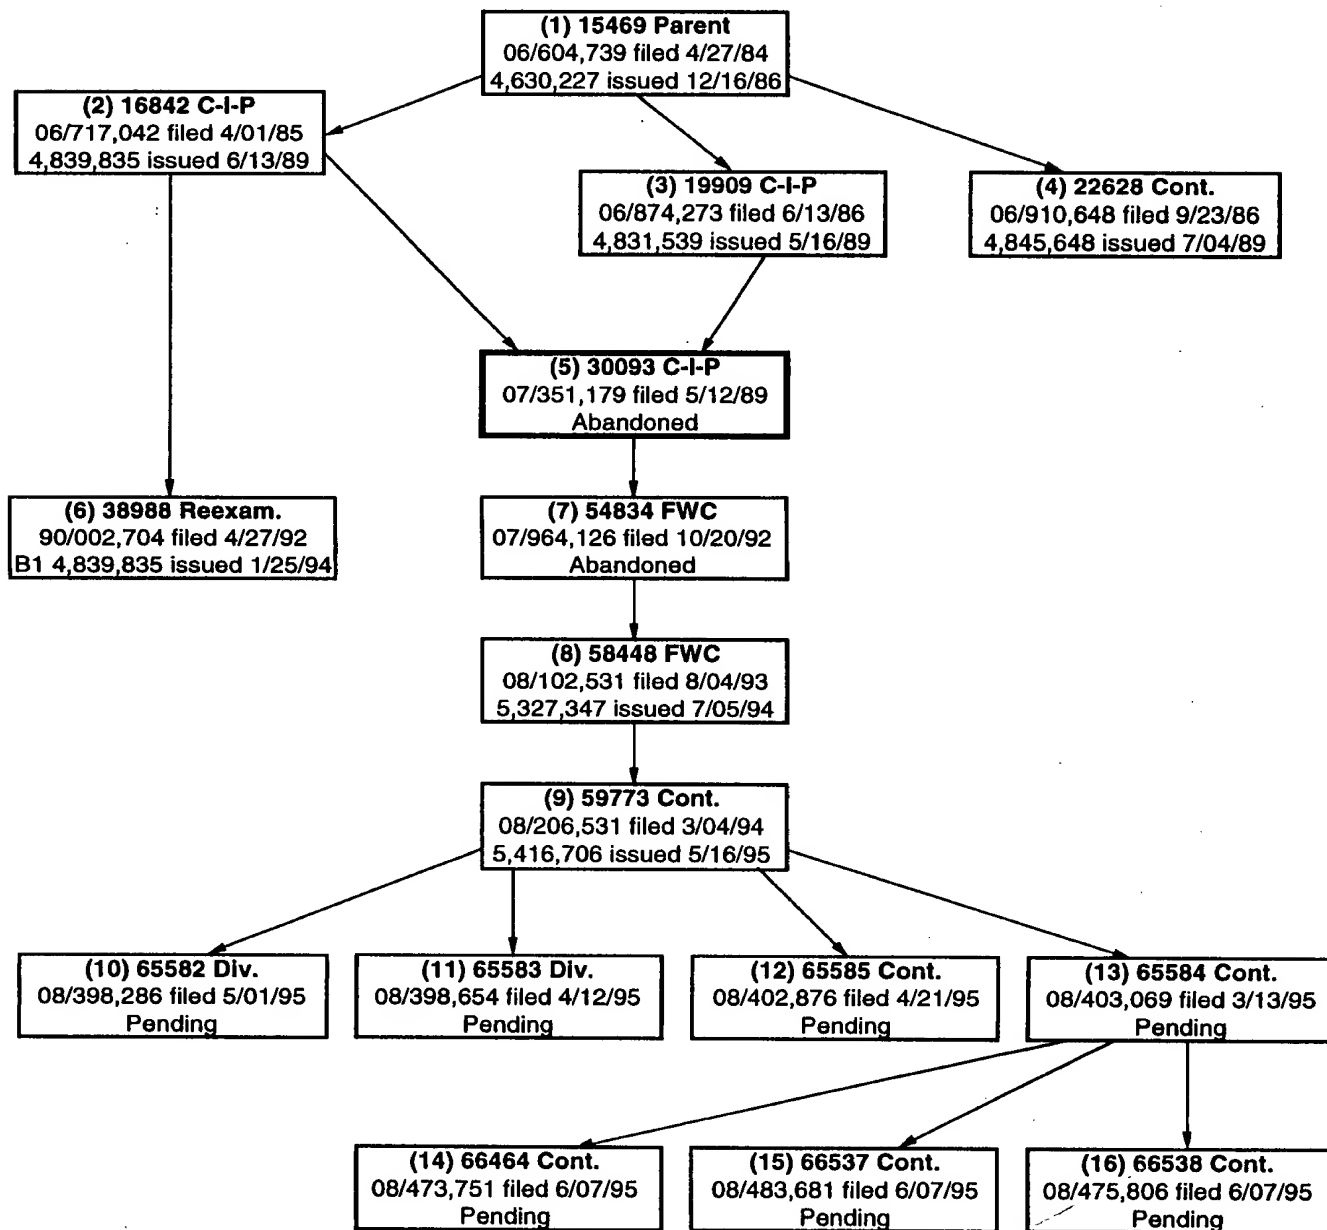 (1) 15469 Parent
06/604,739 filed 4/27/84
4,630,227 issued 12/16/86
(2) 16842 C-I-P
06/717,042 filed 4/01/85
4,839,835 issued 6/13/89
(3) 19909 C-I-P
06/874,273 filed 6/13/86
4,831,539 issued 5/16/89
(4) 22628 Cont.
06/910,648 filed 9/23/86
4,845,648 issued 7/04/89
(5) 30093 C-I-P
07/351,179 filed 5/12/89
Abandoned
(6) 38988 Reexam.
90/002,704 filed 4/27/92
B1 4,839,835 issued 1/25/94
(7) 54834 FWC
07/964,126 filed 10/20/92
Abandoned
(8) 58448 FWC
08/102,531 filed 8/04/93
5,327,347 issued 7/05/94
(9) 59773 Cont.
08/206,531 filed 3/04/94
5,416,706 issued 5/16/95
(10) 65582 Div.
08/398,286 filed 5/01/95
Pending
(11) 65583 Div.
08/398,654 filed 4/12/95
Pending
(12) 65585 Cont.
08/402,876 filed 4/21/95
Pending
(13) 65584 Cont.
08/403,069 filed 3/13/95
Pending
(14) 66464 Cont.
08/473,751 filed 6/07/95
Pending
(15) 66537 Cont.
08/483,681 filed 6/07/95
Pending
(16) 66538 Cont.
08/475,806 filed 6/07/95
Pending